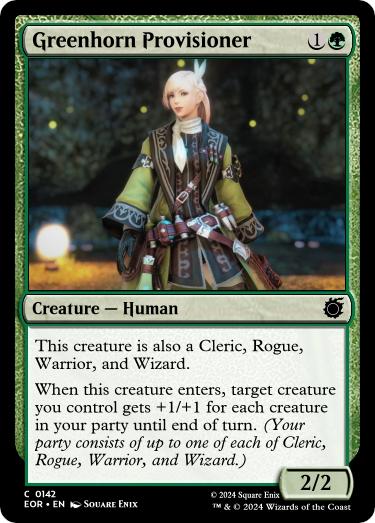 Greenhorn Provisioner 1
Creature — Human
This creature is also a Cleric, Rogue,
Warrior, and Wizard.
When this creature enters, target creature
you control gets +1/+1 for each creature
in your party until end of turn. (Your
party consists of up to one of each of Cleric,
Rogue, Warrior, and Wizard.)
2/2
C 0142
EOR • EN SQUARE ENIX
© 2024 Square Enix
™ & © 2024 Wizards of the Coast